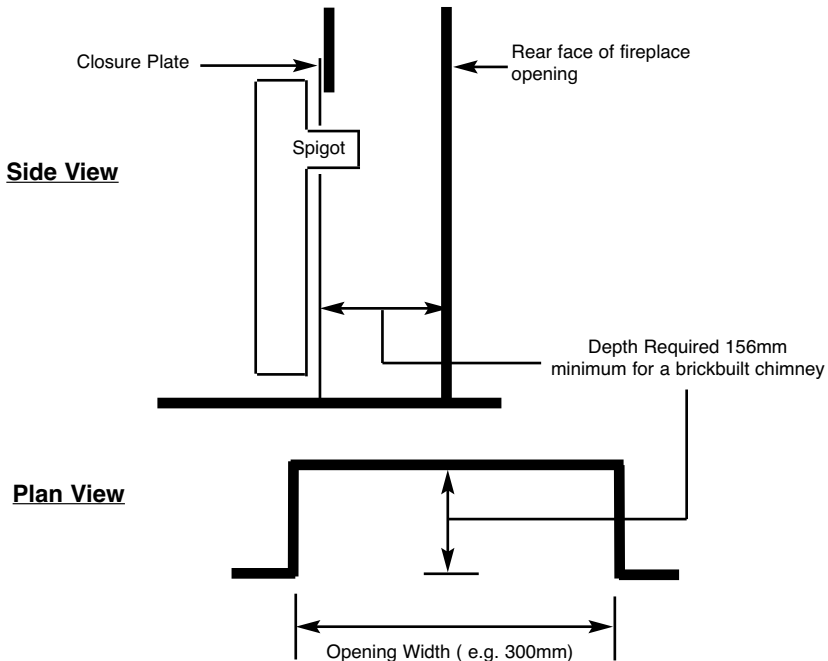 Closure Plate
Rear face of fireplace
opening
Spigot
Side View
Depth Required 156mm
minimum for a brickbuilt chimney
Plan View
Opening Width ( e.g. 300mm)